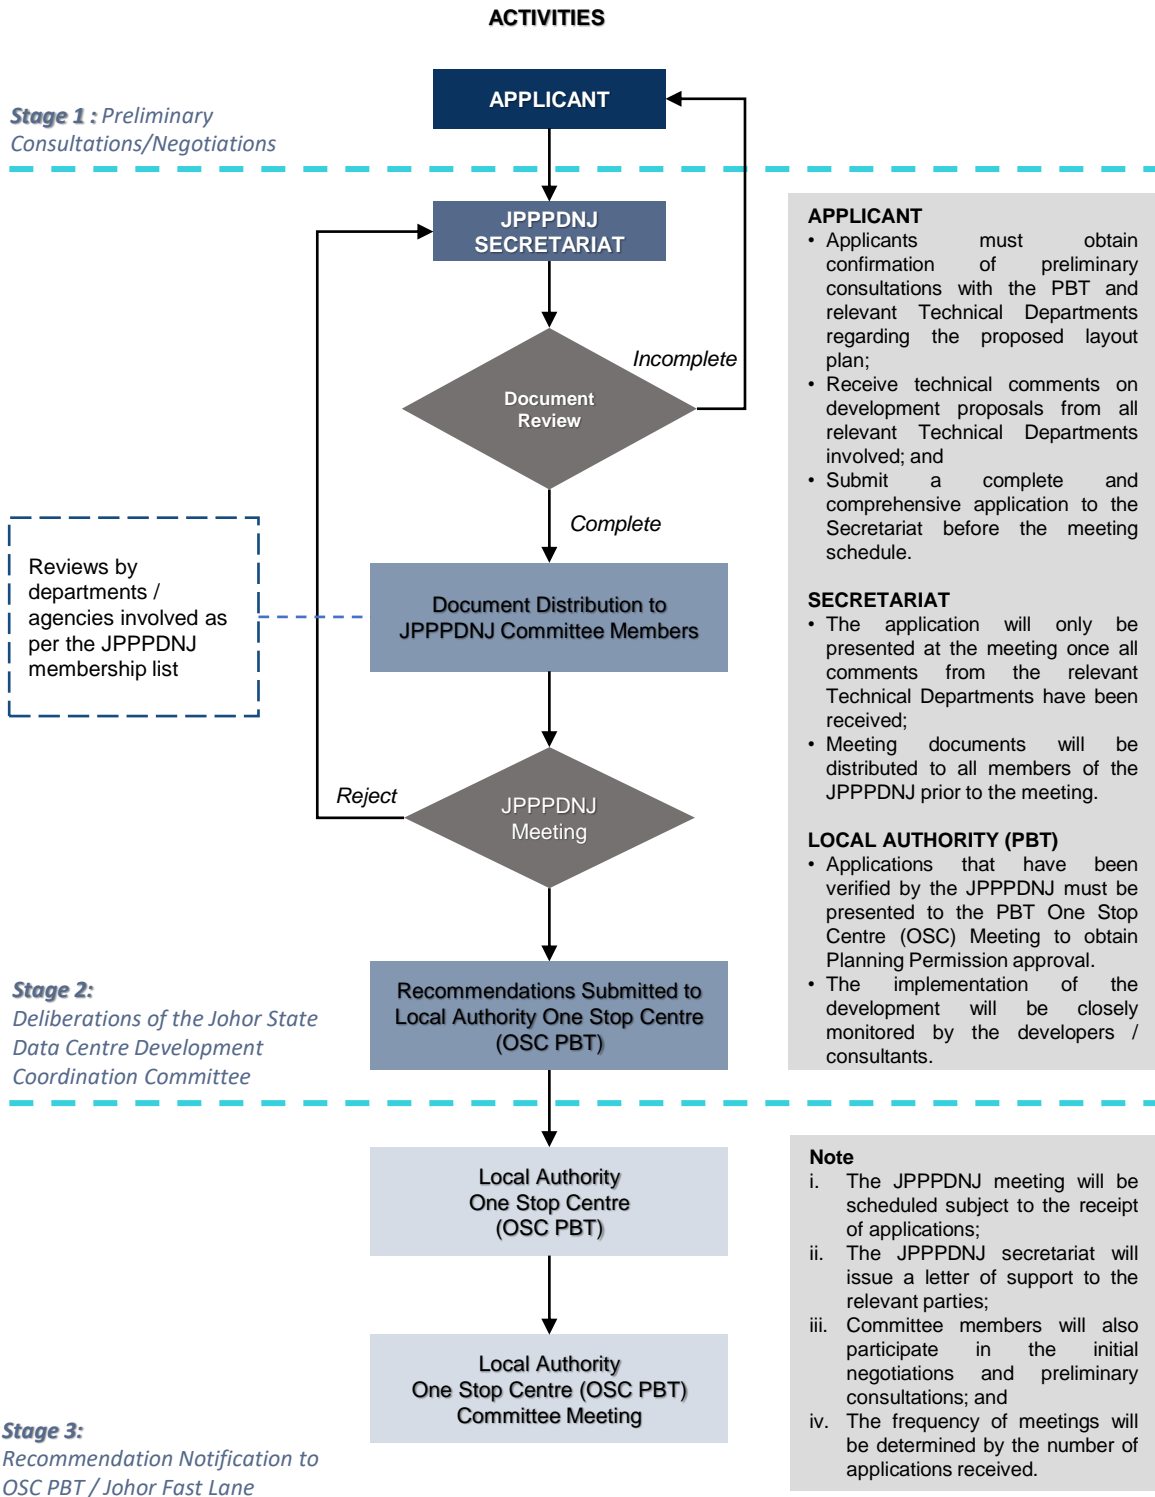 ACTIVITIES
APPLICANT
Stage 1 : Preliminary
Consultations/Negotiations
JPPPDNJ
SECRETARIAT
Incomplete
Document
Review
Complete
Reviews by
departments /
agencies involved as
per the JPPPDNJ
membership list
Document Distribution to
JPPPDNJ Committee Members
Reject
JPPPDNJ
Meeting
Stage 2:
Deliberations of the Johor State
Data Centre Development
Coordination Committee
Recommendations Submitted to
Local Authority One Stop Centre
(OSC PBT)
Local Authority
One Stop Centre
(OSC PBT)
Local Authority
One Stop Centre (OSC PBT)
Committee Meeting
Stage 3:
Recommendation Notification to
OSC PBT / Johor Fast Lane
APPLICANT
• Applicants must obtain
confirmation of preliminary
consultations with the PBT and
relevant Technical Departments
regarding the proposed layout
plan;
• Receive technical comments on
development proposals from all
relevant Technical Departments
involved; and
• Submit a complete and
comprehensive application to the
Secretariat before the meeting
schedule.
SECRETARIAT
• The application will only be
presented at the meeting once all
comments from the relevant
Technical Departments have been
received;
• Meeting documents will be
distributed to all members of the
JPPPDNJ prior to the meeting.
LOCAL AUTHORITY (PBT)
• Applications that have been
verified by the JPPPDNJ must be
presented to the PBT One Stop
Centre (OSC) Meeting to obtain
Planning Permission approval.
• The implementation of the
development will be closely
monitored by the developers /
consultants.
Note
i. The JPPPDNJ meeting will be
scheduled subject to the receipt
of applications;
ii. The JPPPDNJ secretariat will
issue a letter of support to the
relevant parties;
iii. Committee members will also
participate in the initial
negotiations and preliminary
consultations; and
iv. The frequency of meetings will
be determined by the number of
applications received.